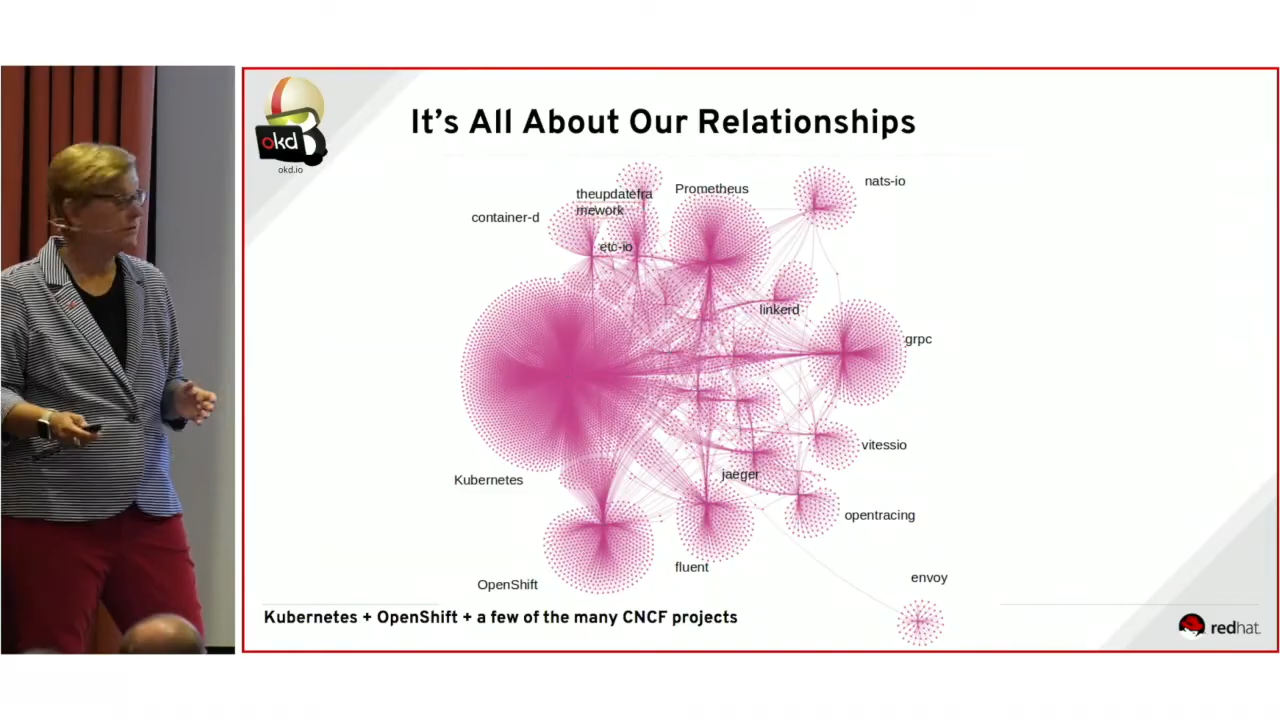 It's All About Our Relationships
okd
okd.io
theupdatefra
mework
Prometheus
nats-io
container-d
etc-io
linkerd
grpc
vitessio
jaeger
Kubernetes
opentracing
fluent
OpenShift
envoy
Kubernetes + OpenShift + a few of the many CNCF projects
redhat.